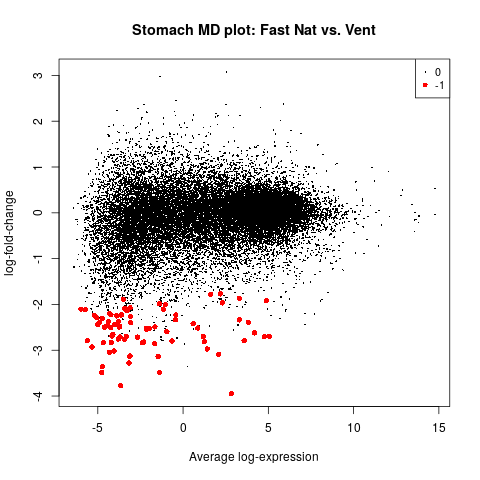 Stomach MD plot: Fast Nat vs. Vent
0
-1
3
2
1
0
-1
-2
-3
-4
log-fold-change
-5 0 5 10 15
Average log-expression